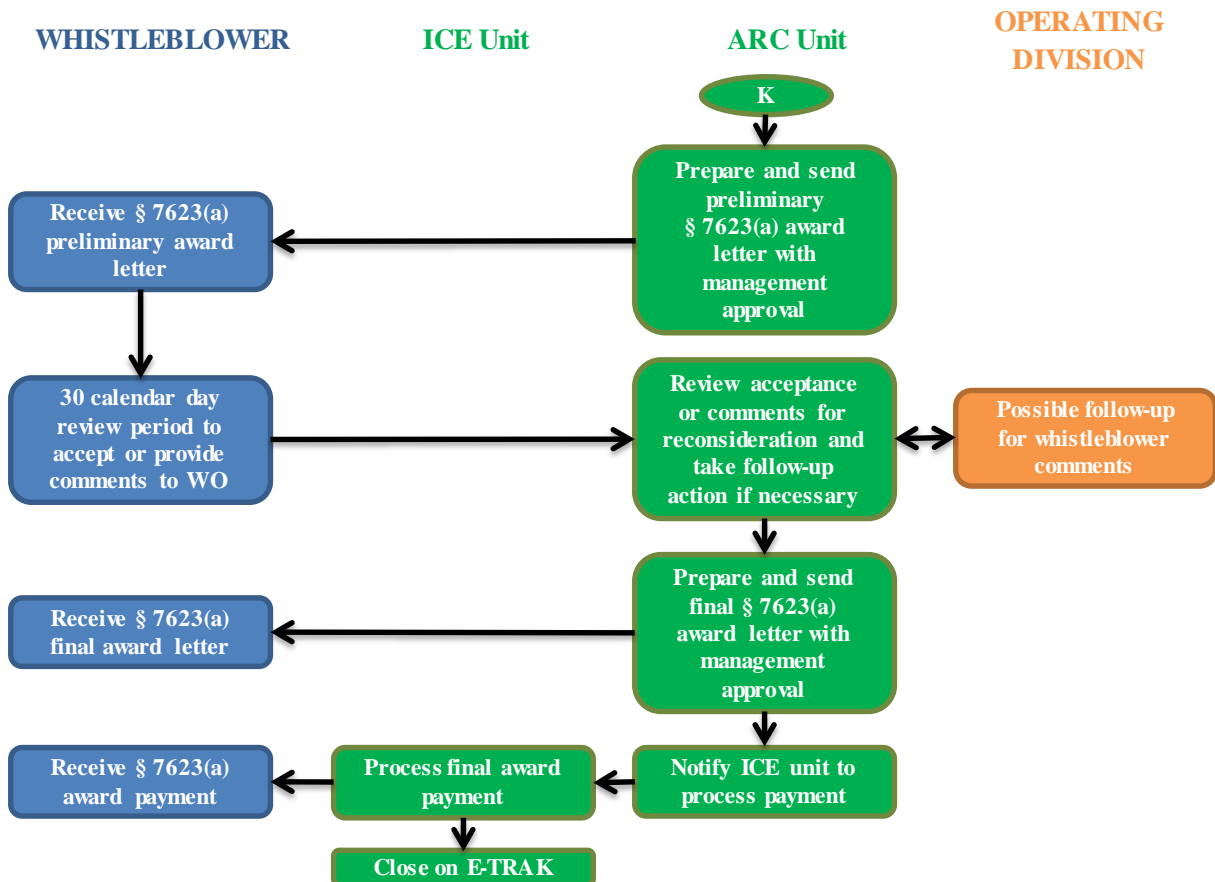 WHISTLEBLOWER
ICE Unit
ARC Unit
OPERATING
DIVISION
K
Prepare and send
preliminary
§ 7623(a) award
letter with
management
approval
Receive § 7623(a)
preliminary award
letter
30 calendar day
review period to
accept or provide
comments to WO
Review acceptance
or comments for
reconsideration and
take follow-up
action if necessary
Possible follow-up
for whistleblower
comments
Prepare and send
final § 7623(a)
award letter with
management
approval
Receive § 7623(a)
final award letter
Receive § 7623(a)
award payment
Process final award
payment
Notify ICE unit to
process payment
Close on E-TRAK